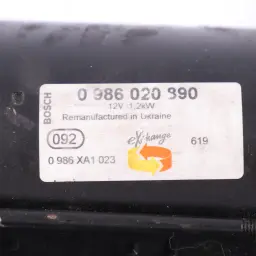 BOSCH
0 986 020 390
12V 1,2kW
Remanufactured in Ukraine
092
eXchange
619
0 986 XA1 023